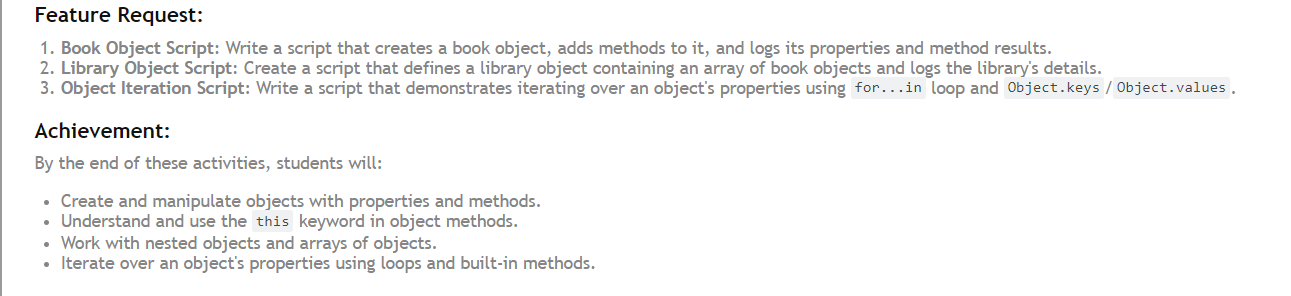 Feature Request:
1. Book Object Script: Write a script that creates a book object, adds methods to it, and logs its properties and method results.
2. Library Object Script: Create a script that defines a library object containing an array of book objects and logs the library's details.
3. Object Iteration Script: Write a script that demonstrates iterating over an object's properties using for...in loop and Object.keys/Object.values.
Achievement:
By the end of these activities, students will:
• Create and manipulate objects with properties and methods.
• Understand and use the this keyword in object methods.
• Work with nested objects and arrays of objects.
• Iterate over an object's properties using loops and built-in methods.